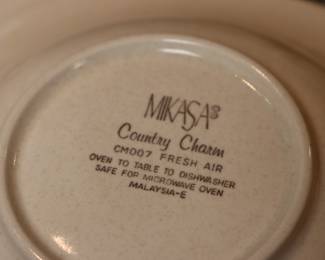 MIKASA®
Country Charm
CM007 FRESH AIR
OVEN TO TABLE TO DISHWASHER
SAFE FOR MICROWAVE OVEN
MALAYSIA-E